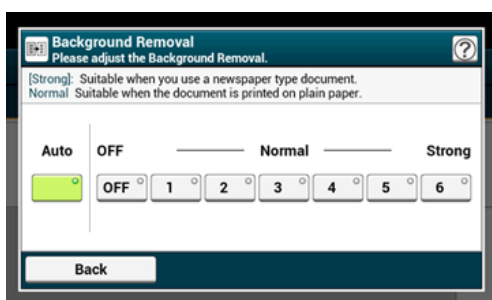 Background Removal
Please adjust the Background Removal.
?
[Strong]: Suitable when you use a newspaper type document.
Normal Suitable when the document is printed on plain paper.
Auto OFF Normal Strong
OFF 1 2 3 4 5 6
Back